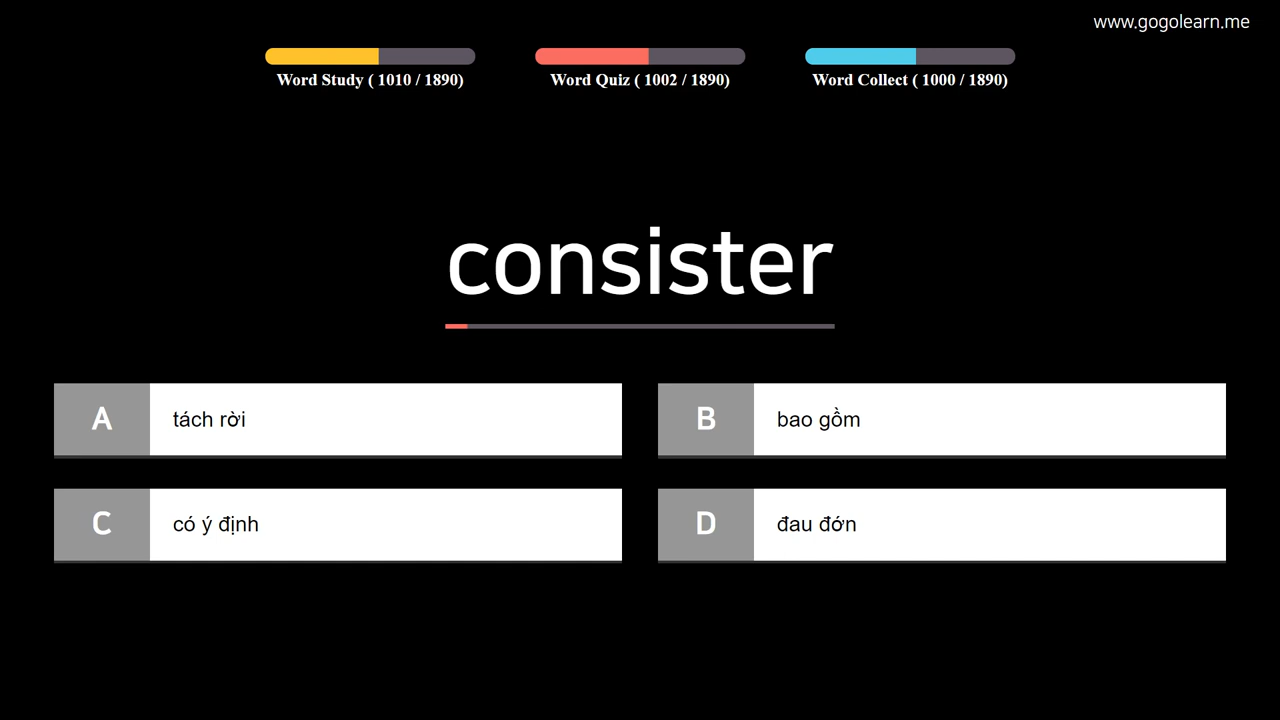 www.gogolearn.me
Word Study ( 1010 / 1890)
Word Quiz ( 1002 / 1890)
Word Collect ( 1000 / 1890)
consister
A tách rời
B bao gồm
C có ý định
D đau đớn